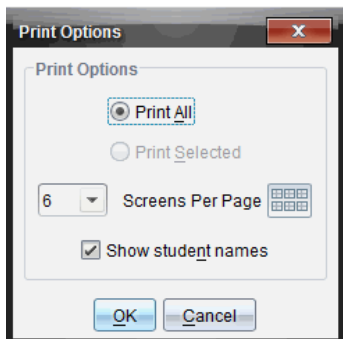 Print Options
Print Options
Print All
Print Selected
6 Screens Per Page
Show student names
OK Cancel